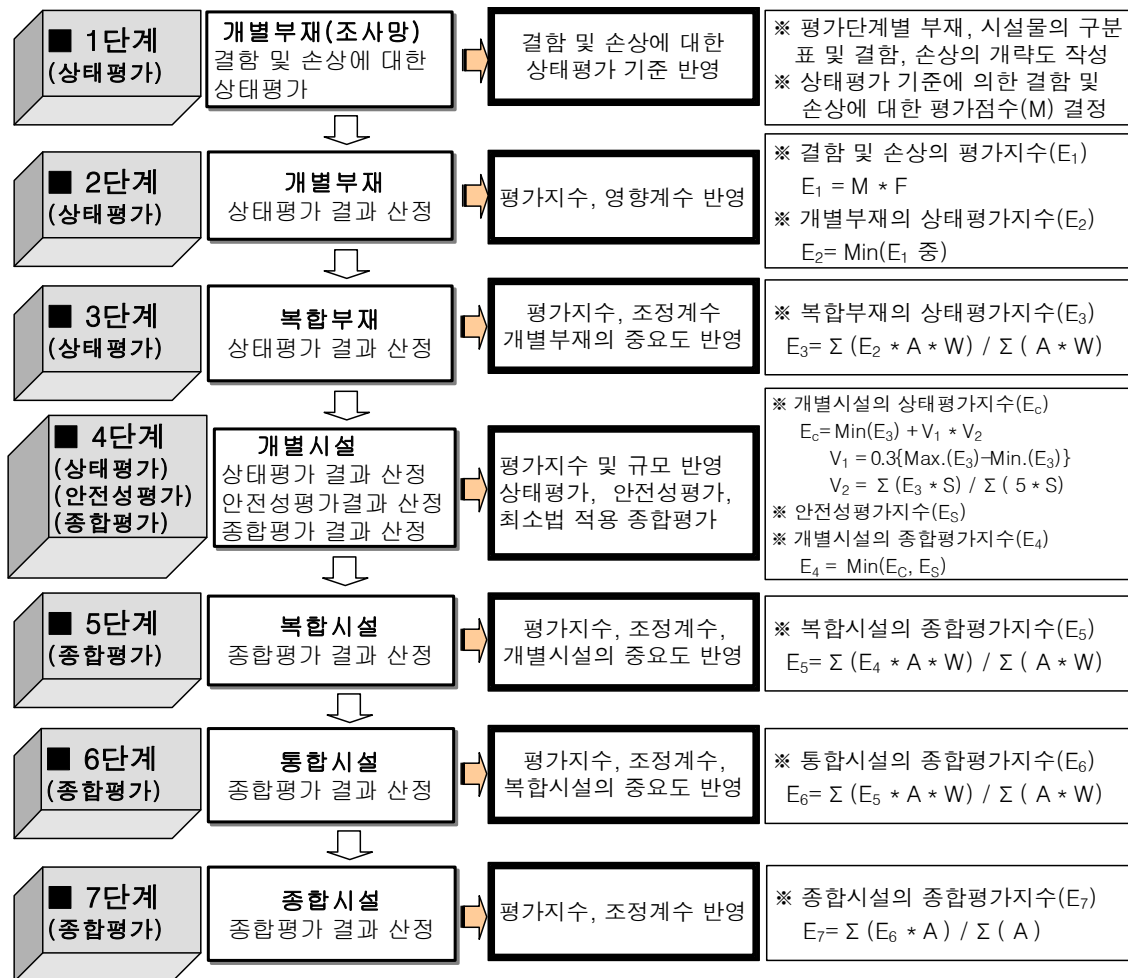 ■ 1단계
(상태평가)
개별부재(조사망)
결함 및 손상에 대한
상태평가
결함 및 손상에 대한
상태평가 기준 반영
※ 평가단계별 부재, 시설물의 구분
표 및 결함, 손상의 개략도 작성
※ 상태평가 기준에 의한 결함 및
손상에 대한 평가점수(M) 결정
■ 2단계
(상태평가)
개별부재
상태평가 결과 산정
평가지수, 영향계수 반영
※ 결함 및 손상의 평가지수(E₁)
E₁ = M * F
※ 개별부재의 상태평가지수(E₂)
E₂= Min(E₁ 중)
■ 3단계
(상태평가)
복합부재
상태평가 결과 산정
평가지수, 조정계수
개별부재의 중요도 반영
※ 복합부재의 상태평가지수(E₃)
E₃= Σ (E₂ * A * W) / Σ ( A * W)
■ 4단계
(상태평가)
(안전성평가)
(종합평가)
개별시설
상태평가 결과 산정
안전성평가결과 산정
종합평가 결과 산정
평가지수 및 규모 반영
상태평가, 안전성평가,
최소법 적용 종합평가
※ 개별시설의 상태평가지수(E꜀)
E꜀= Min(E₃) + V₁ * V₂
V₁ = 0.3{Max.(E₃)-Min.(E₃)}
V₂ = Σ (E₃ * S) / Σ ( 5 * S)
※ 안전성평가지수(Eₛ)
※ 개별시설의 종합평가지수(E₄)
E₄ = Min(E꜀, Eₛ)
■ 5단계
(종합평가)
복합시설
종합평가 결과 산정
평가지수, 조정계수,
개별시설의 중요도 반영
※ 복합시설의 종합평가지수(E₅)
E₅= Σ (E₄ * A * W) / Σ ( A * W)
■ 6단계
(종합평가)
통합시설
종합평가 결과 산정
평가지수, 조정계수,
복합시설의 중요도 반영
※ 통합시설의 종합평가지수(E₆)
E₆= Σ (E₅ * A * W) / Σ ( A * W)
■ 7단계
(종합평가)
종합시설
종합평가 결과 산정
평가지수, 조정계수 반영
※ 종합시설의 종합평가지수(E₇)
E₇= Σ (E₆ * A ) / Σ ( A )